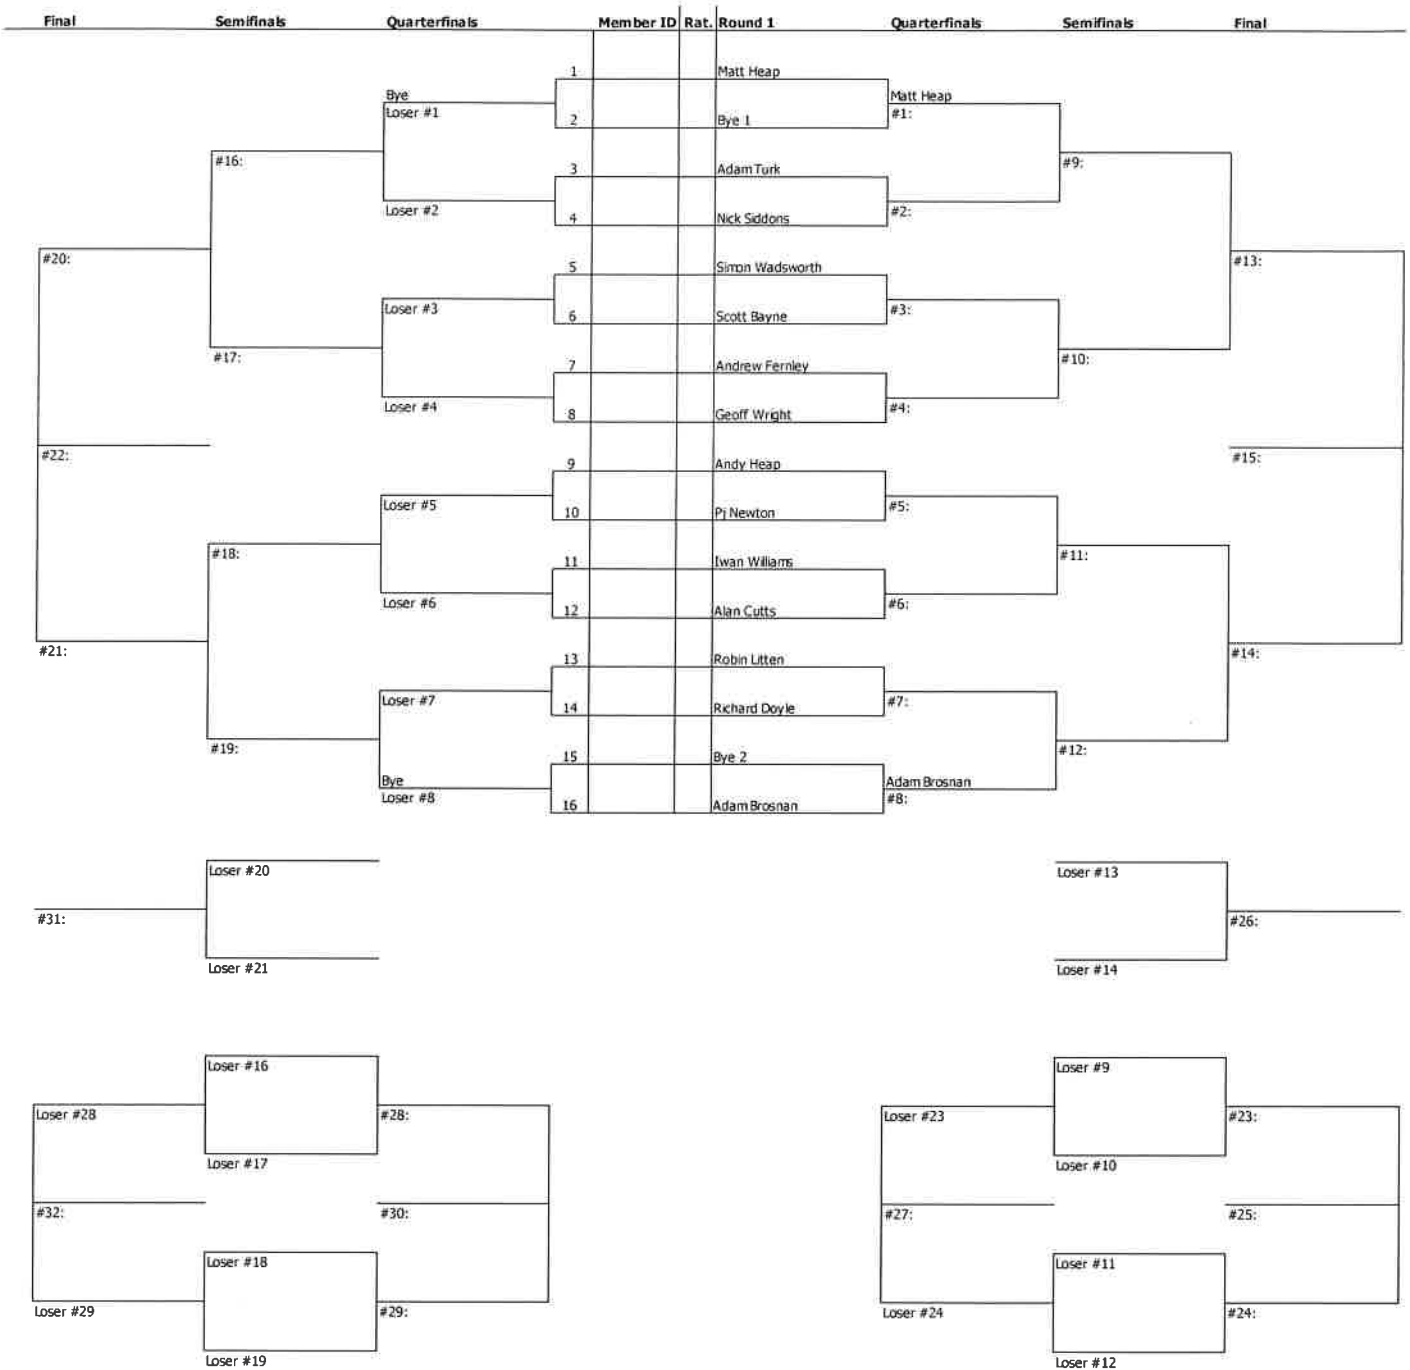 Final Semifinals Quarterfinals Member ID Rat. Round 1 Quarterfinals Semifinals Final
1 Matt Heap
Bye Matt Heap
Loser #1 #1:
2 Bye 1
#16: #9:
3 Adam Turk
Loser #2 #2:
4 Nick Siddons
#20: #13:
5 Simon Wadsworth
Loser #3 #3:
6 Scott Bayne
#17: #10:
7 Andrew Fernley
Loser #4 #4:
8 Geoff Wright
#22: #15:
9 Andy Heap
Loser #5 #5:
10 Pj Newton
#18: #11:
11 Iwan Williams
Loser #6 #6:
12 Alan Cutts
#21: #14:
13 Robin Litten
Loser #7 #7:
14 Richard Doyle
#19: #12:
15 Bye 2
Bye Adam Brosnan
Loser #8 #8:
16 Adam Brosnan
Loser #20 Loser #13
#31: #26:
Loser #21 Loser #14
Loser #16 Loser #9
Loser #28 #28: Loser #23 #23:
Loser #17 Loser #10
#32: #30: #27: #25:
Loser #18 Loser #11
Loser #29 #29: Loser #24 #24:
Loser #19 Loser #12